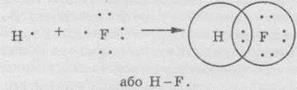 H · + · F : → H : F :
або H–F.